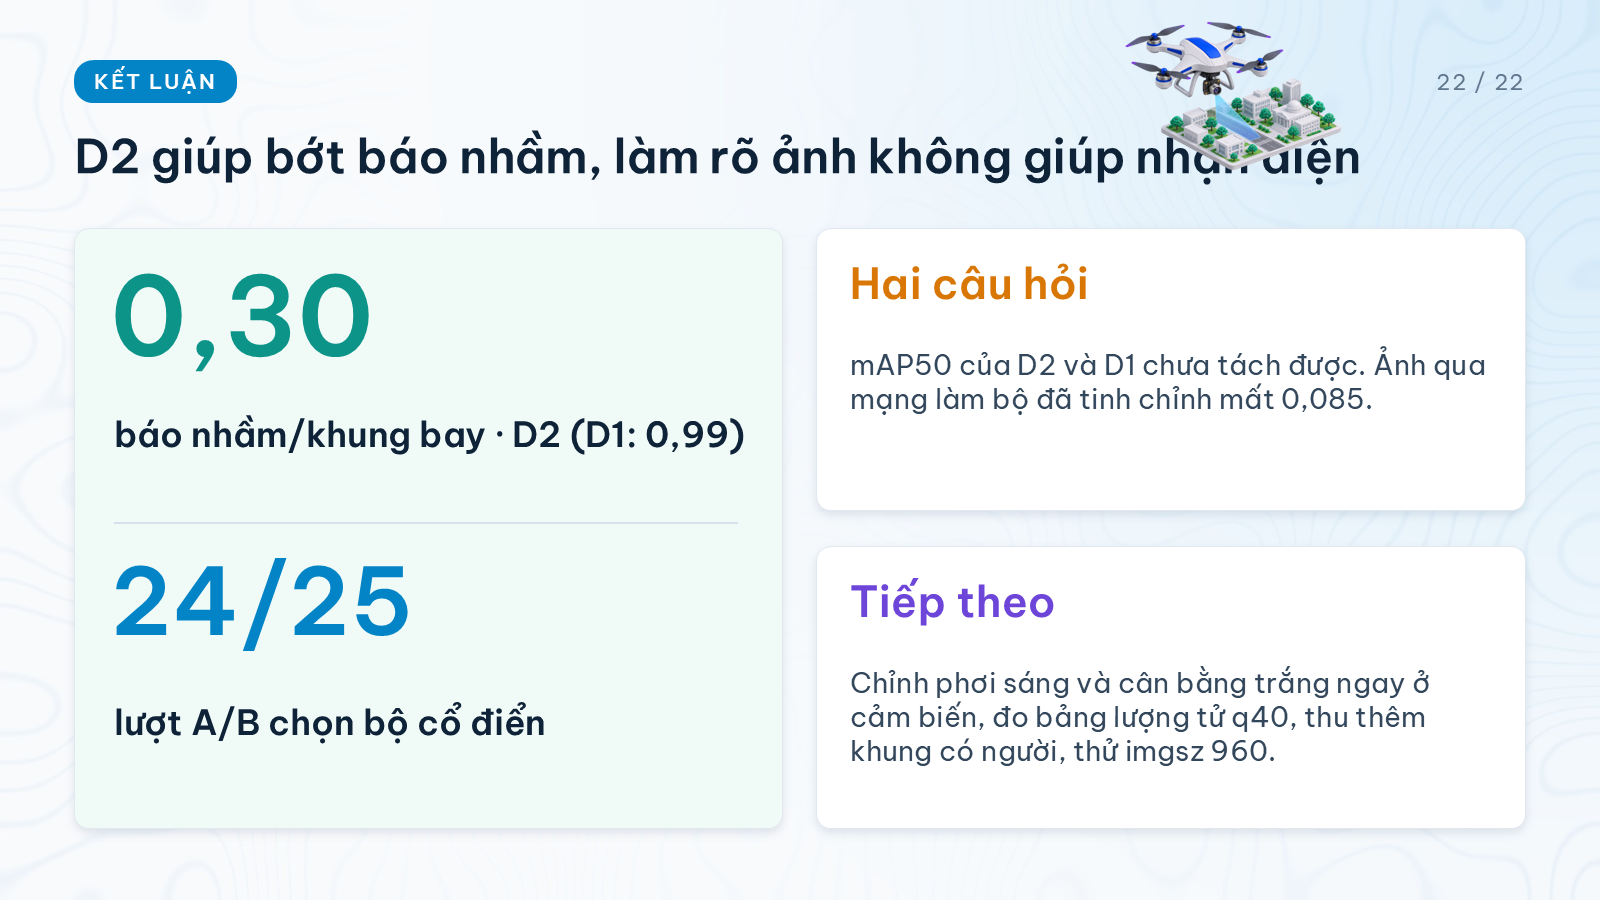 KẾT LUẬN
22 / 22
D2 giúp bớt báo nhầm, làm rõ ảnh không giúp nhận diện
0,30
báo nhầm/khung bay · D2 (D1: 0,99)
24/25
lượt A/B chọn bộ cổ điển
Hai câu hỏi
mAP50 của D2 và D1 chưa tách được. Ảnh qua
mạng làm bộ đã tinh chỉnh mất 0,085.
Tiếp theo
Chỉnh phơi sáng và cân bằng trắng ngay ở
cảm biến, đo bảng lượng tử q40, thu thêm
khung có người, thử imgsz 960.